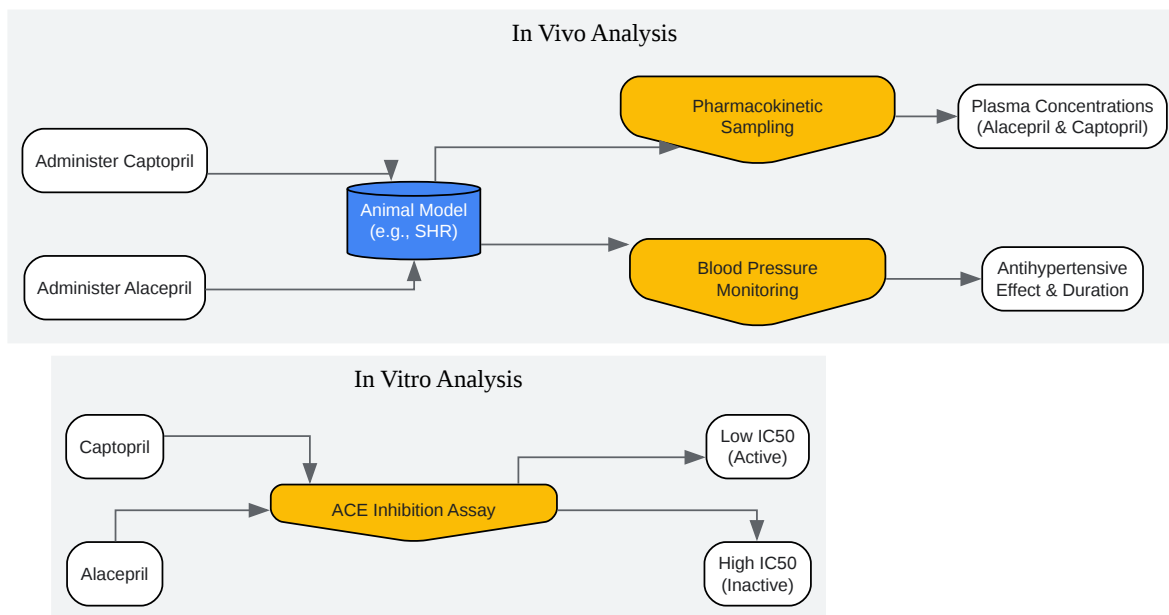 In Vivo Analysis
Administer Captopril
Administer Alacepril
Animal Model
(e.g., SHR)
Pharmacokinetic
Sampling
Plasma Concentrations
(Alacepril & Captopril)
Blood Pressure
Monitoring
Antihypertensive
Effect & Duration
In Vitro Analysis
Captopril
Alacepril
ACE Inhibition Assay
Low IC50
(Active)
High IC50
(Inactive)